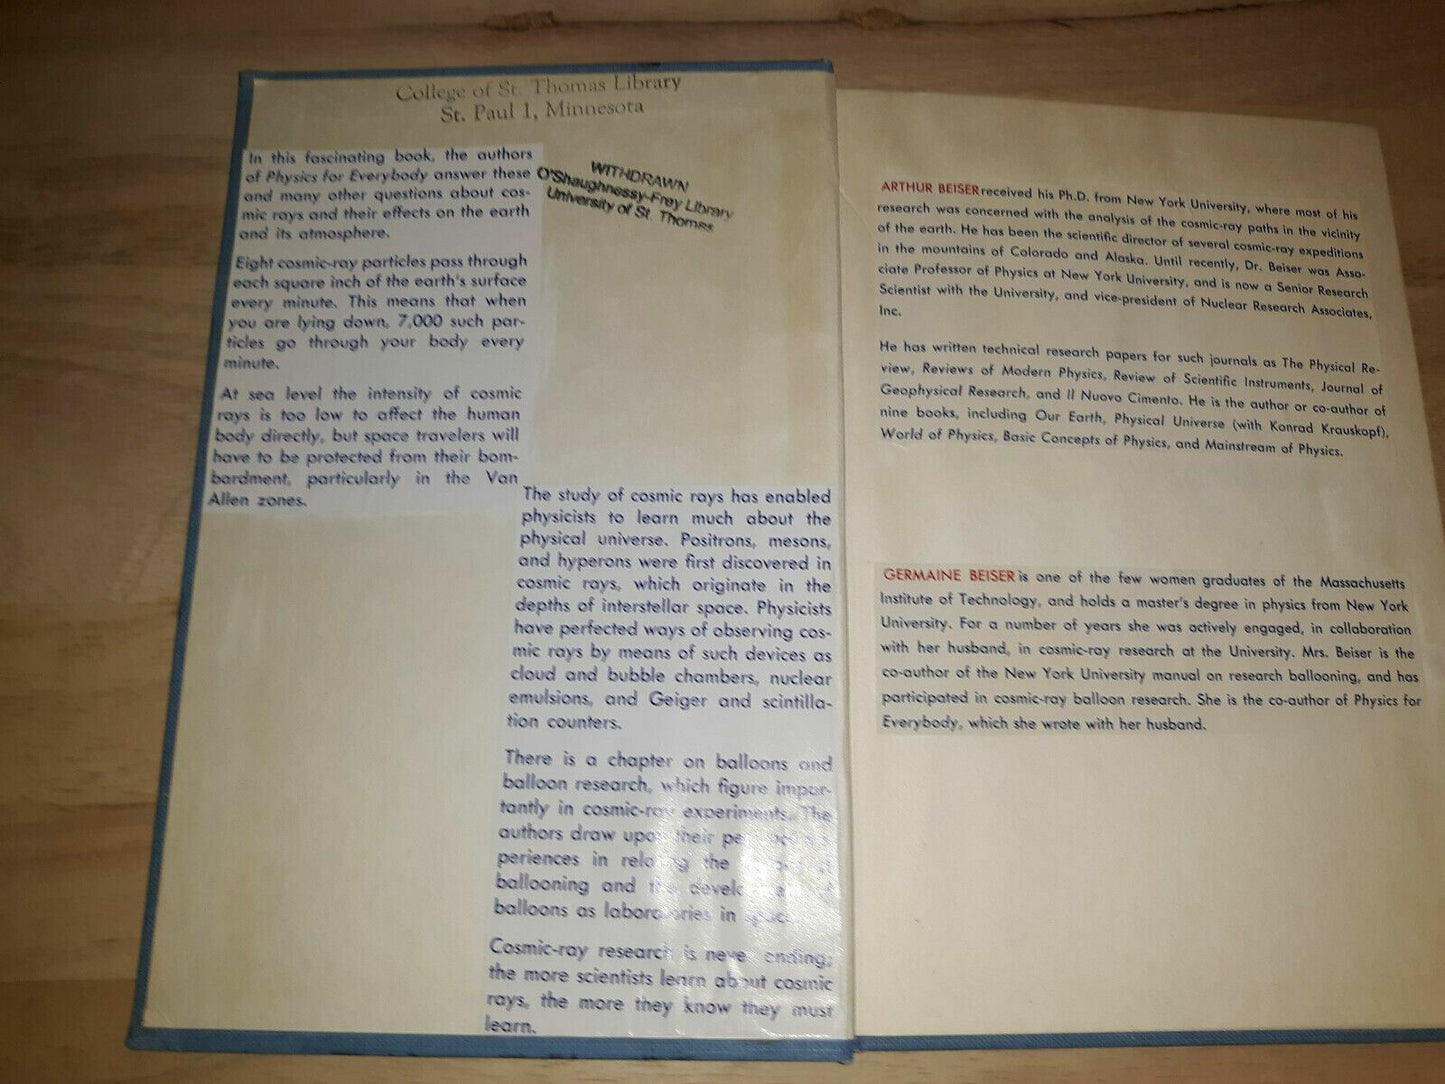 College of St. Thomas Library
St. Paul 1, Minnesota
In this fascinating book, the authors
of Physics for Everybody answer these
and many other questions about cos-
mic rays and their effects on the earth
and its atmosphere.
Eight cosmic-ray particles pass through
each square inch of the earth's surface
every minute. This means that when
you are lying down, 7,000 such par-
ticles go through your body every
minute.
At sea level the intensity of cosmic
rays is too low to affect the human
body directly, but space travelers will
have to be protected from their bom-
bardment, particularly in the Van
Allen zones.
WITHDRAWN
O'Shaughnessy-Frey Library
University of St. Thomas
The study of cosmic rays has enabled
physicists to learn much about the
physical universe. Positrons, mesons,
and hyperons were first discovered in
cosmic rays, which originate in the
depths of interstellar space. Physicists
have perfected ways of observing cos-
mic rays by means of such devices as
cloud and bubble chambers, nuclear
emulsions, and Geiger and scintilla-
tion counters.
There is a chapter on balloons and
balloon research, which figure impor-
tantly in cosmic-ray experiments. The
authors draw upon their personal ex-
periences in relating the of
ballooning and the development of
balloons as laboratories in space.
Cosmic-ray research is never ending;
the more scientists learn about cosmic
rays, the more they know they must
learn.
ARTHUR BEISER received his Ph.D. from New York University, where most of his
research was concerned with the analysis of the cosmic-ray paths in the vicinity
of the earth. He has been the scientific director of several cosmic-ray expeditions
in the mountains of Colorado and Alaska. Until recently, Dr. Beiser was Asso-
ciate Professor of Physics at New York University, and is now a Senior Research
Scientist with the University, and vice-president of Nuclear Research Associates,
Inc.
He has written technical research papers for such journals as The Physical Re-
view, Reviews of Modern Physics, Review of Scientific Instruments, Journal of
Geophysical Research, and Il Nuovo Cimento. He is the author or co-author of
nine books, including Our Earth, Physical Universe (with Konrad Krauskopf),
World of Physics, Basic Concepts of Physics, and Mainstream of Physics.
GERMAINE BEISER is one of the few women graduates of the Massachusetts
Institute of Technology, and holds a master's degree in physics from New York
University. For a number of years she was actively engaged, in collaboration
with her husband, in cosmic-ray research at the University. Mrs. Beiser is the
co-author of the New York University manual on research ballooning, and has
participated in cosmic-ray balloon research. She is the co-author of Physics for
Everybody, which she wrote with her husband.